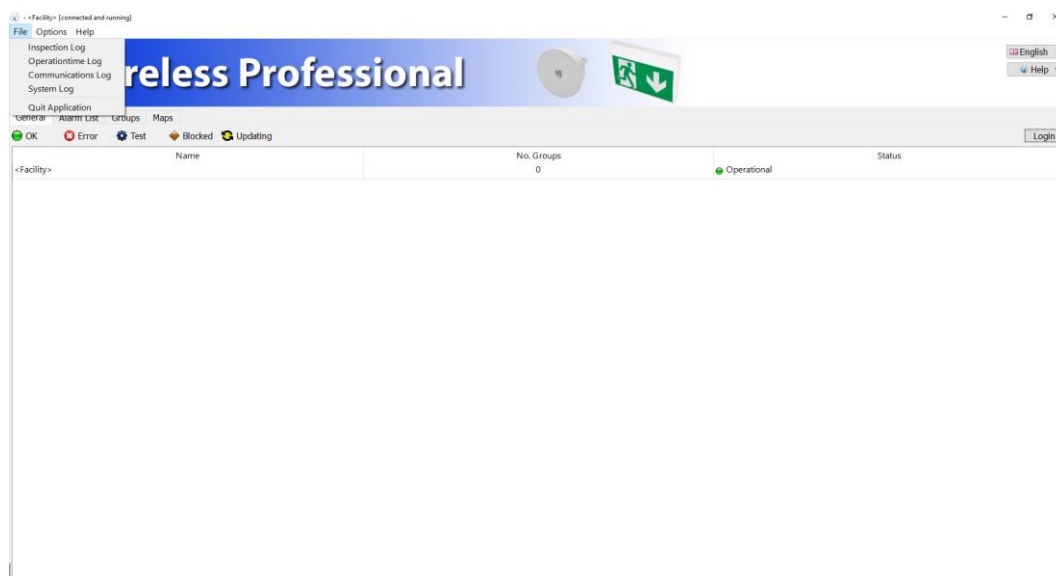 - <Facility> [connected and running]
File Options Help
Inspection Log
Operationtime Log
Communications Log
System Log
Quit Application
reless Professional
English
Help
General Alarm List Groups Maps
OK Error Test Blocked Updating
Login
Name No. Groups Status
<Facility> 0 Operational